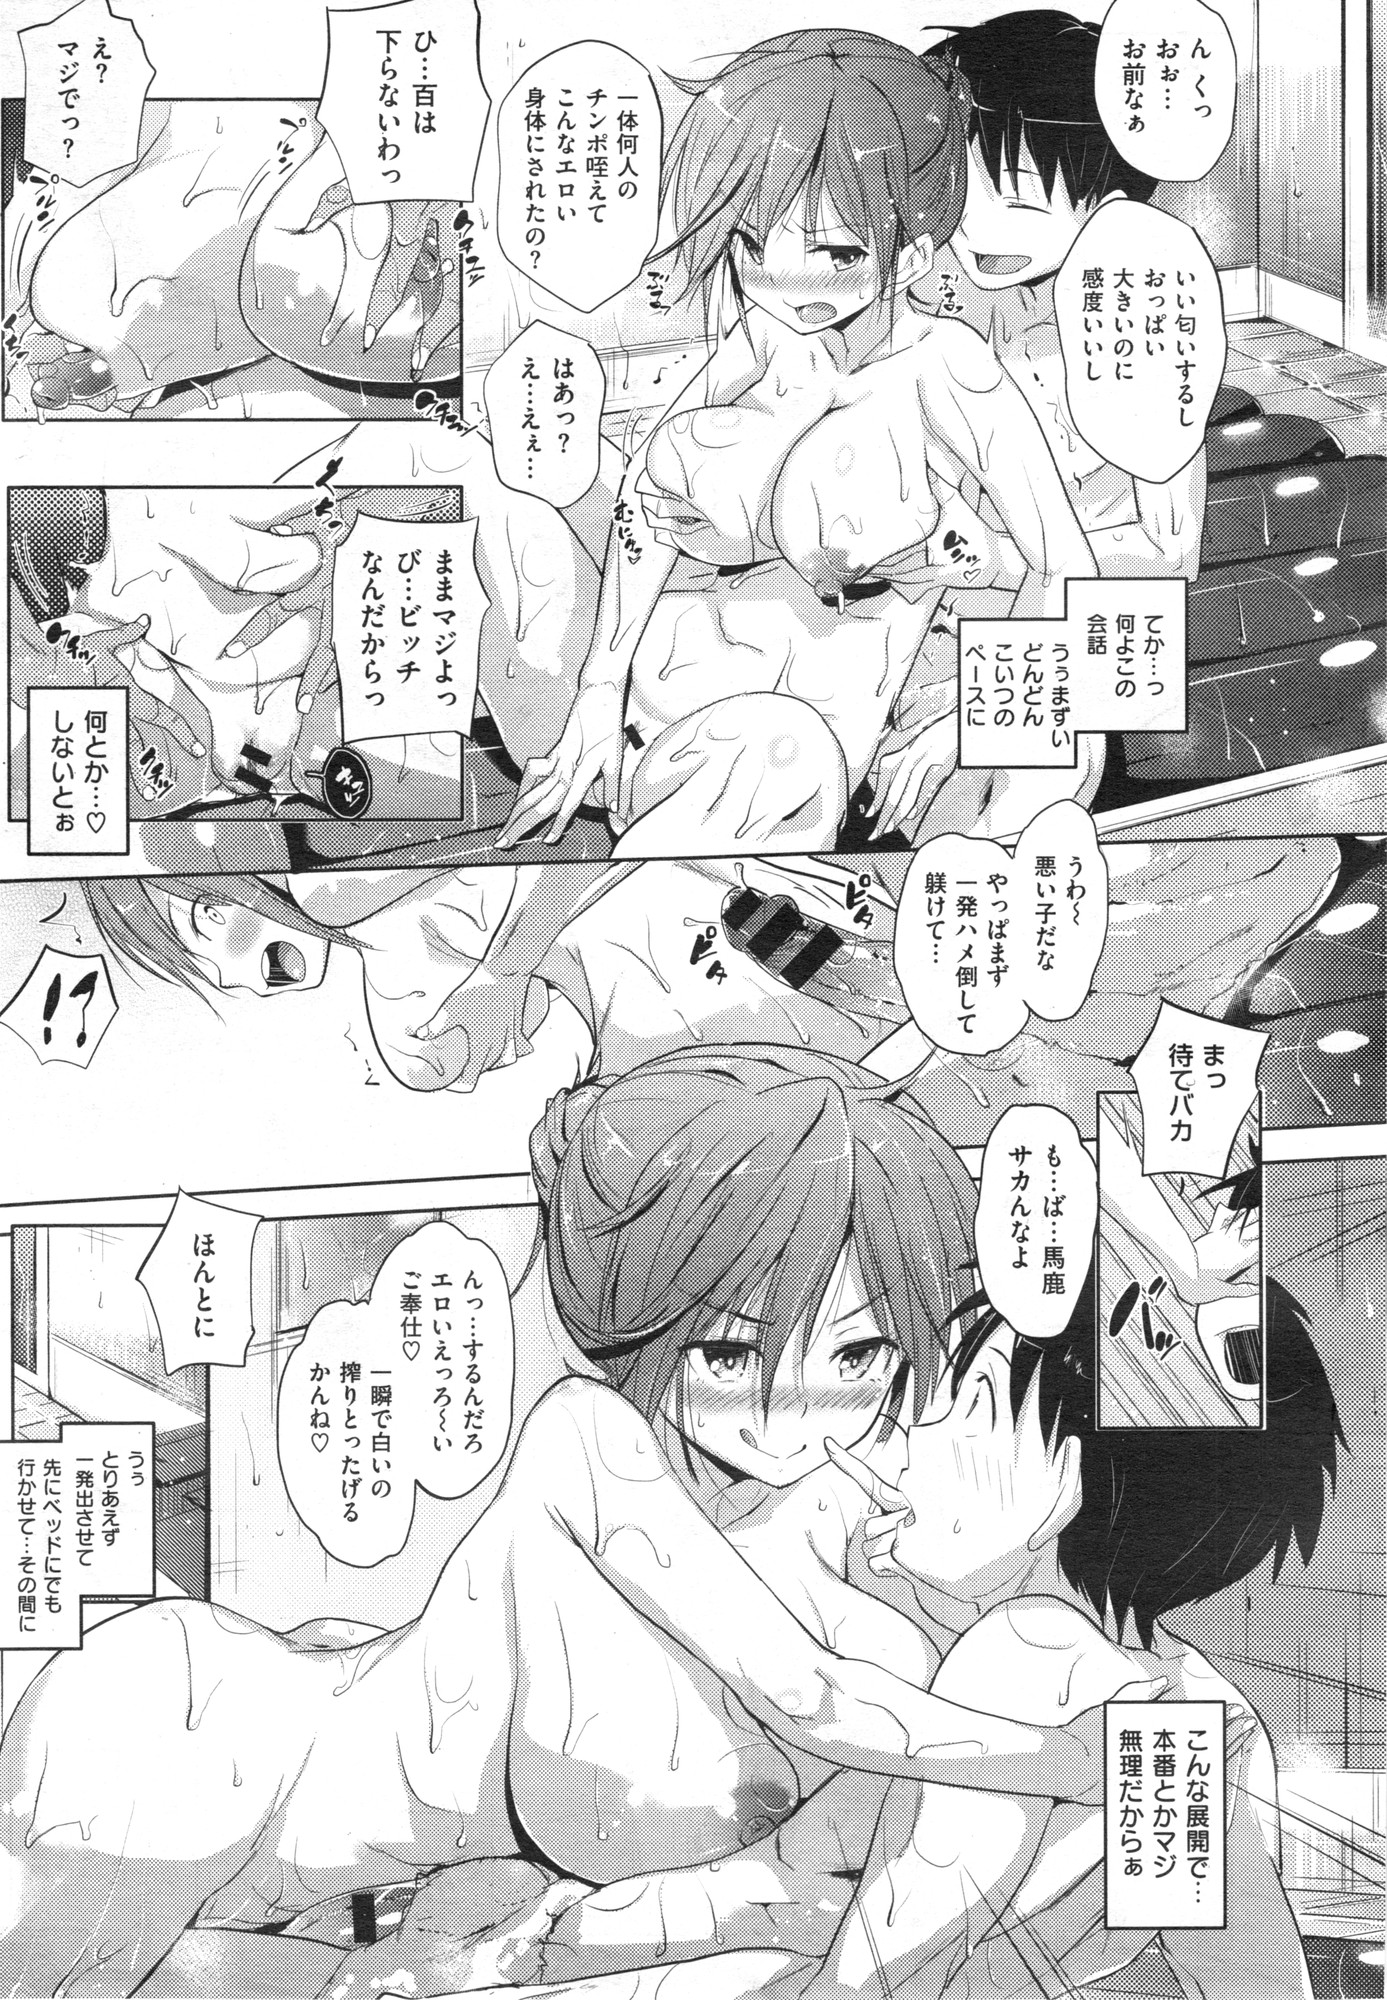 ん くっ
おぉ…
お前なぁ
いい匂いするし
おっぱい
大きいのに
感度いいし
一体何人の
チンポ咥えて
こんなエロい
身体にされたの？
ひ…百は
下らないわっ
え？
マジでっ？
はあっ？
え…えぇ…
てか…っ
何よこの
会話
うぅまずい
どんどん
こいつの
ペースに
ままマジよっ
び…ビッチ
なんだからっ
何とか…♡
しないとぉ
うわ〜
悪い子だな
やっぱまず
一発ハメ倒して
躾けて…
!?
まっ
待てバカ
も…ば…馬鹿
サカんなよ
んっ…するんだろ
エロいえっろ〜い
ご奉仕♡
一瞬で白いの
搾りとったげる
かんね♡
ほんとに
うぅ
とりあえず
一発出させて
先にベッドにでも
行かせて…その間に
こんな展開で…
本番とかマジ
無理だからぁ